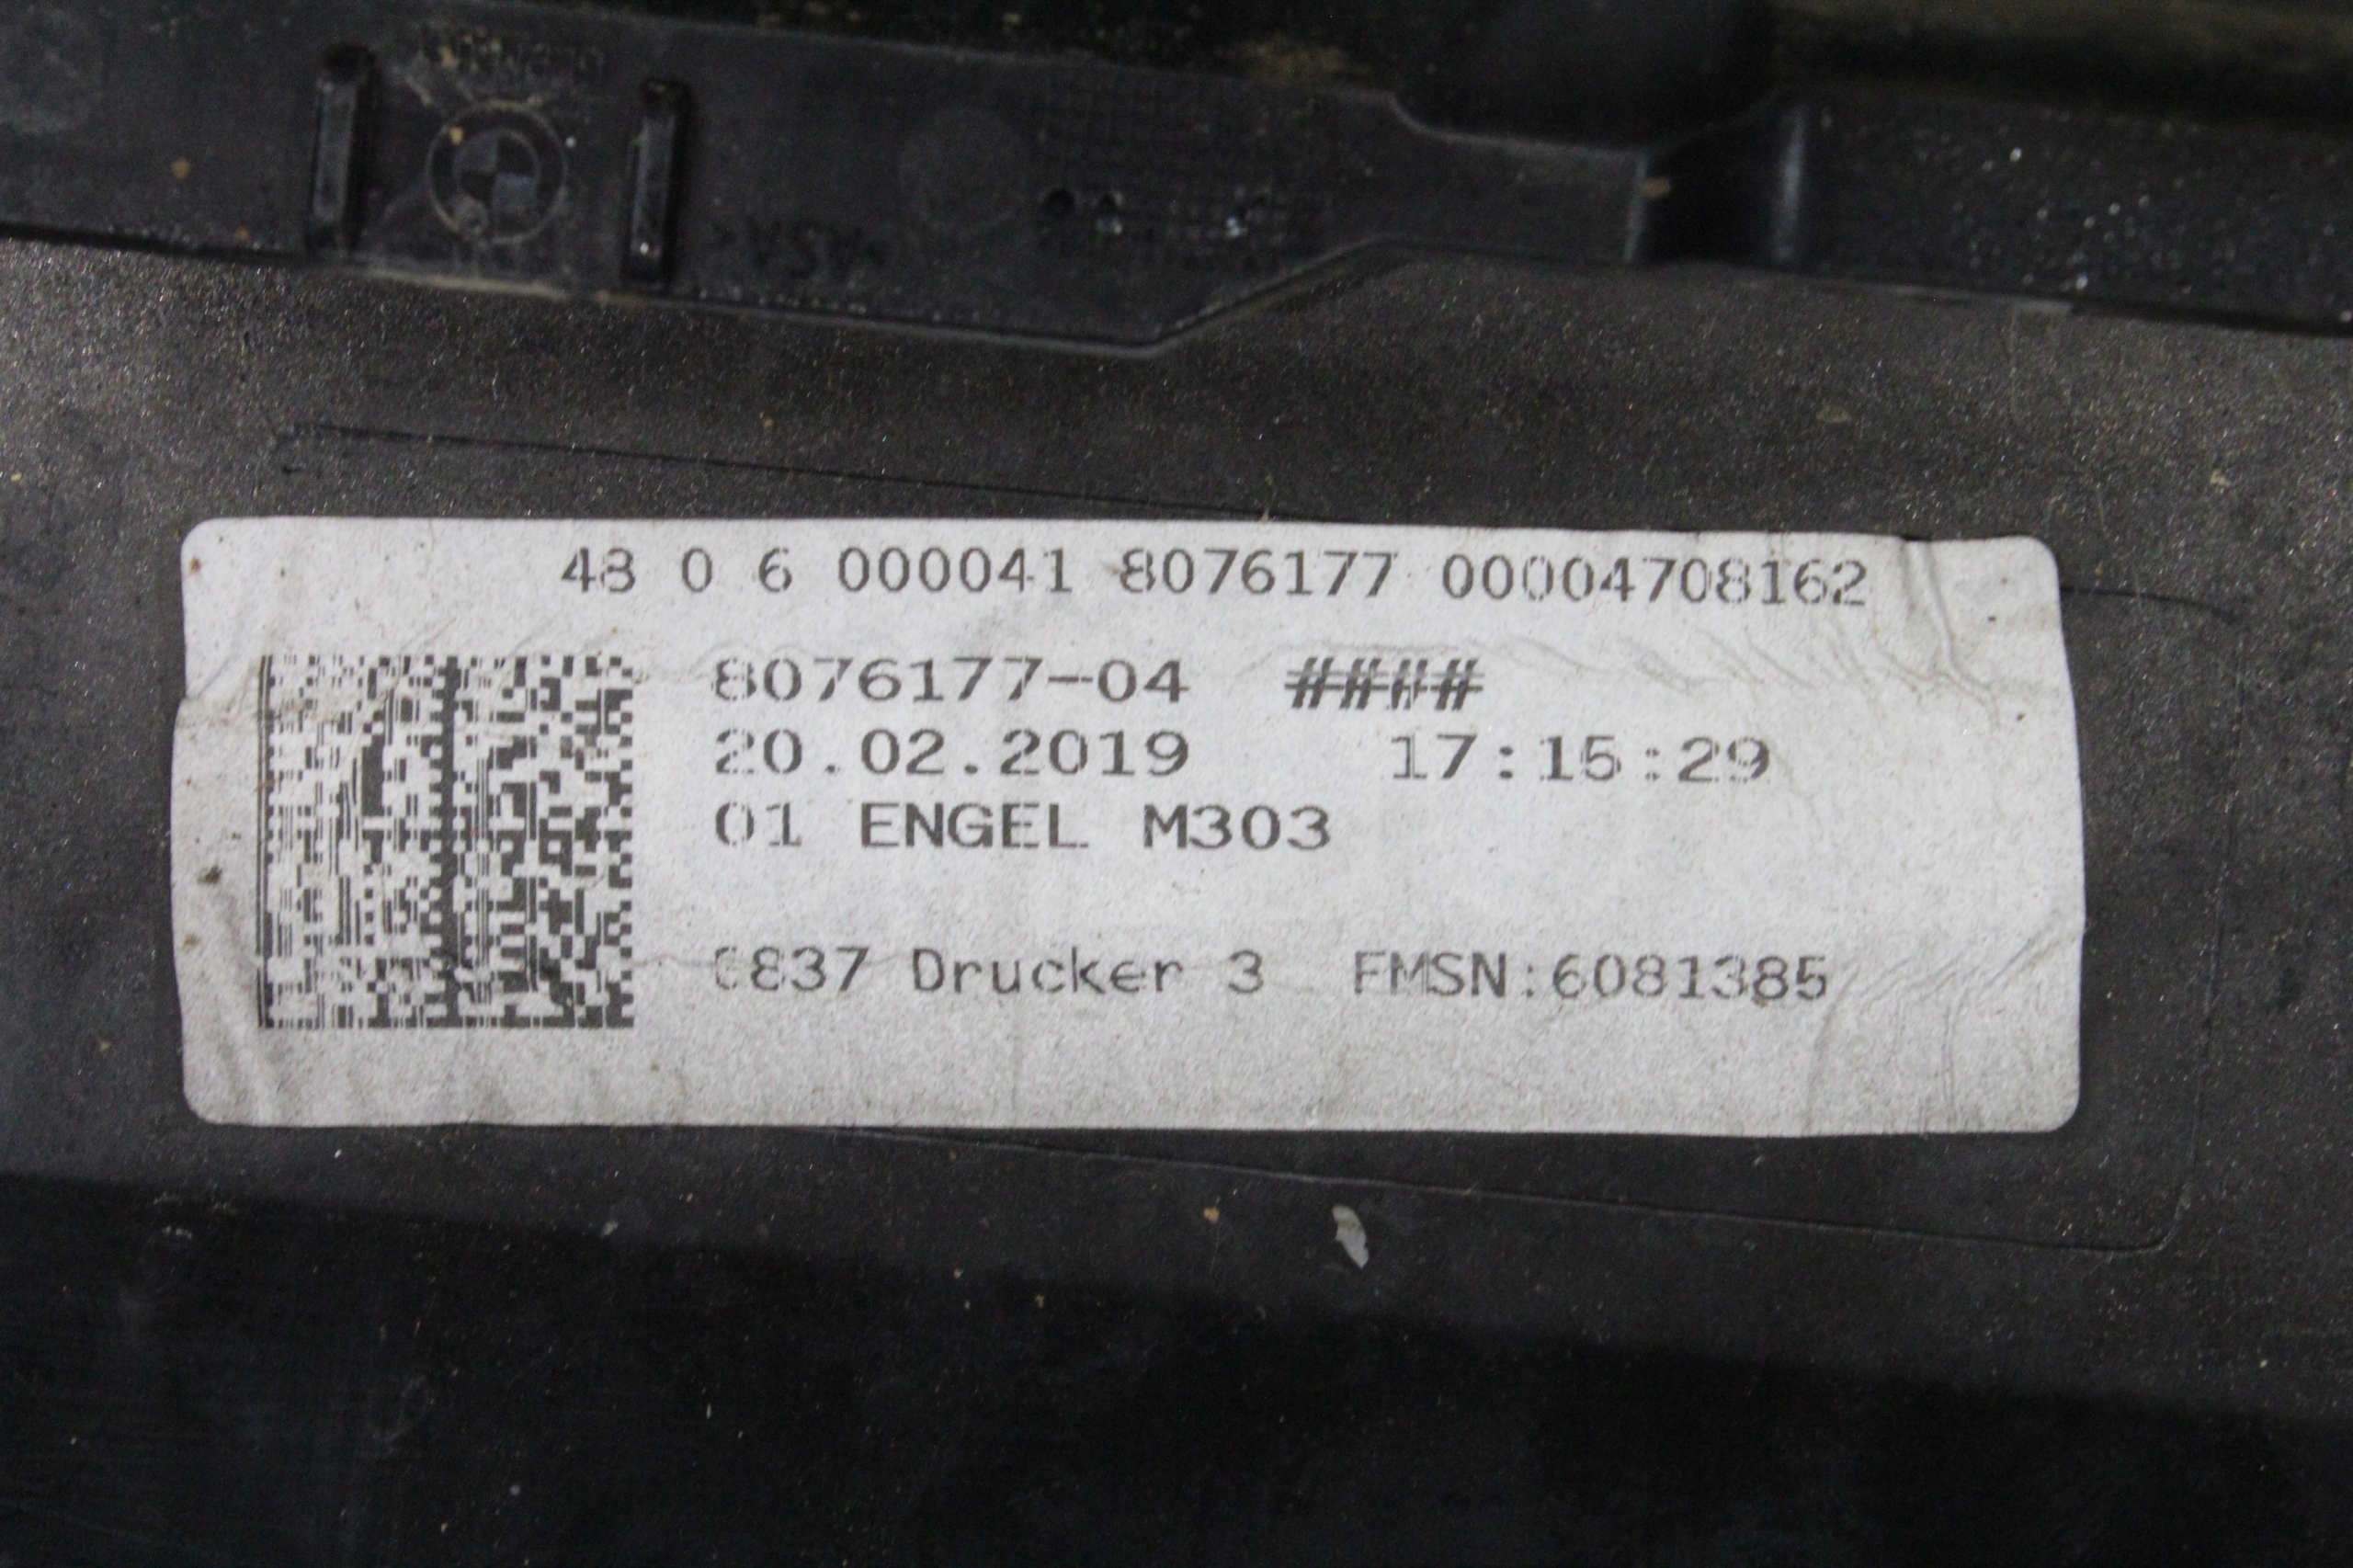 48 0 6 000041 8076177 00004708162
8076177-04 ####
20.02.2019 17:15:29
01 ENGEL M303
Drucker 3 FMSN:6081385